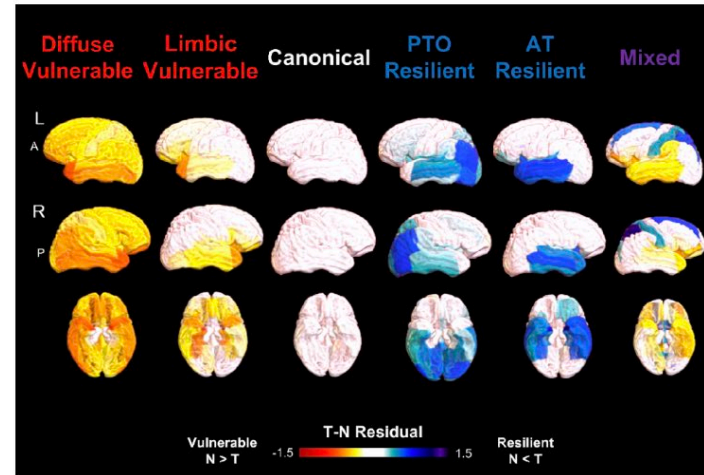 Diffuse Vulnerable
Limbic Vulnerable
Canonical
PTO Resilient
AT Resilient
Mixed
L
A
R
P
T-N Residual
Vulnerable
N > T
-1.5
1.5
Resilient
N < T